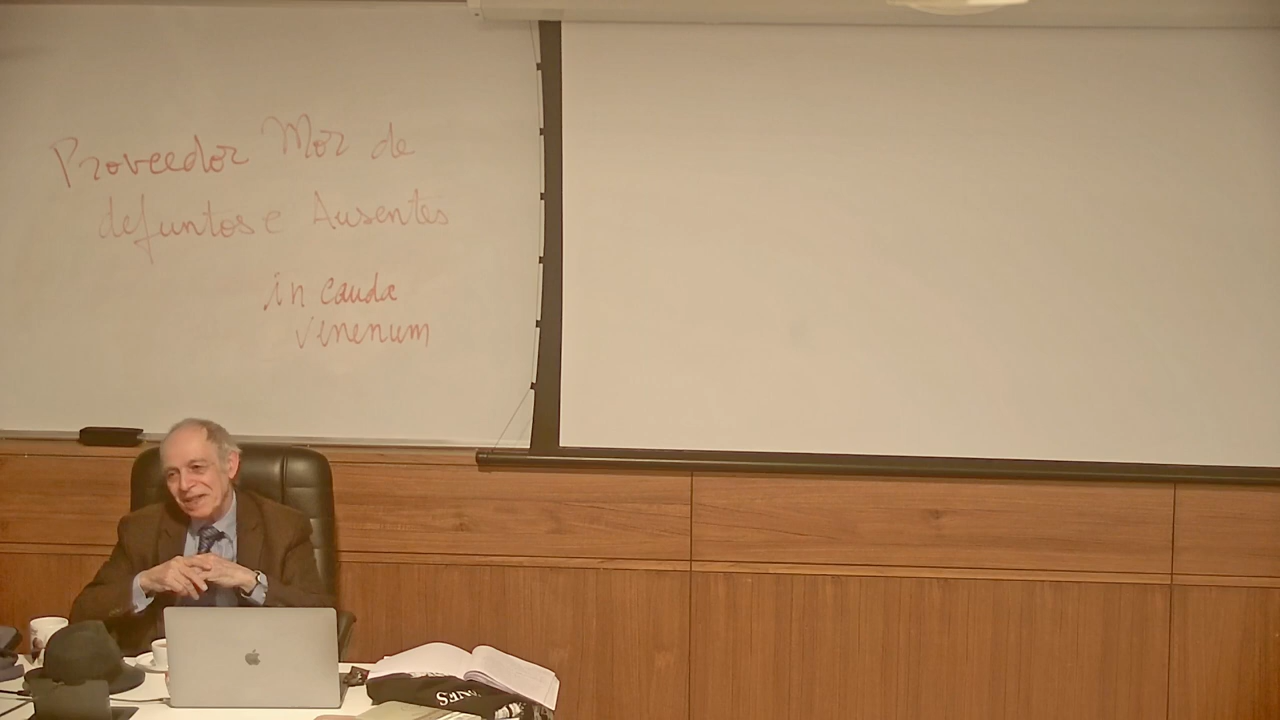 Proveedor Mor de
defuntos e Ausentes
in cauda
venenum